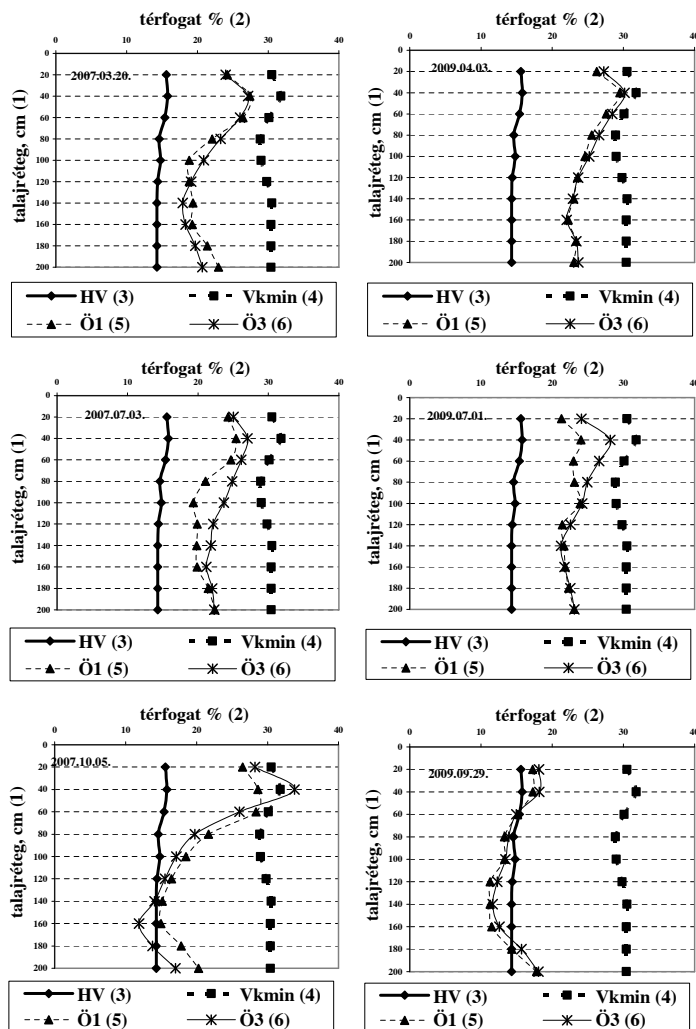 térfogat % (2)
0 10 20 30 40
0
20
40
60
80
100
120
140
160
180
200
talajréteg, cm (1)
2007.03.20.
HV (3) Vkmin (4)
Ö1 (5) Ö3 (6)
térfogat % (2)
0 10 20 30 40
0
20
40
60
80
100
120
140
160
180
200
talajréteg, cm (1)
2009.04.03.
HV (3) Vkmin (4)
Ö1 (5) Ö3 (6)
térfogat % (2)
0 10 20 30 40
0
20
40
60
80
100
120
140
160
180
200
talajréteg, cm (1)
2007.07.03.
HV (3) Vkmin (4)
Ö1 (5) Ö3 (6)
térfogat % (2)
0 10 20 30 40
0
20
40
60
80
100
120
140
160
180
200
talajréteg, cm (1)
2009.07.01.
HV (3) Vkmin (4)
Ö1 (5) Ö3 (6)
térfogat % (2)
0 10 20 30 40
0
20
40
60
80
100
120
140
160
180
200
talajréteg, cm (1)
2007.10.05.
HV (3) Vkmin (4)
Ö1 (5) Ö3 (6)
térfogat % (2)
0 10 20 30 40
0
20
40
60
80
100
120
140
160
180
200
talajréteg, cm (1)
2009.09.29.
HV (3) Vkmin (4)
Ö1 (5) Ö3 (6)